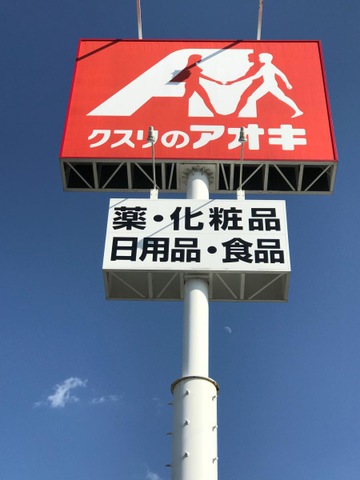 クスリのアオキ
薬・化粧品
日用品・食品